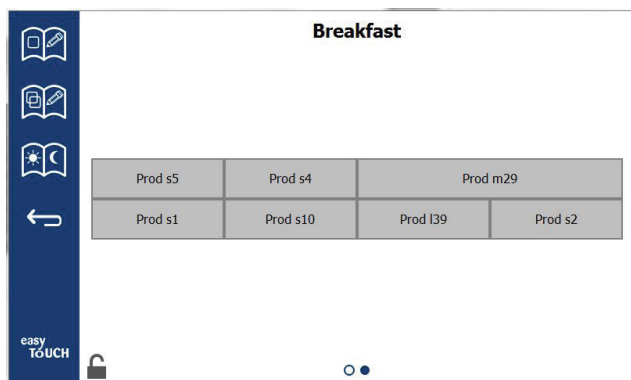 Breakfast
Prod s5 Prod s4 Prod m29
Prod s1 Prod s10 Prod l39 Prod s2
easy
TOUCH